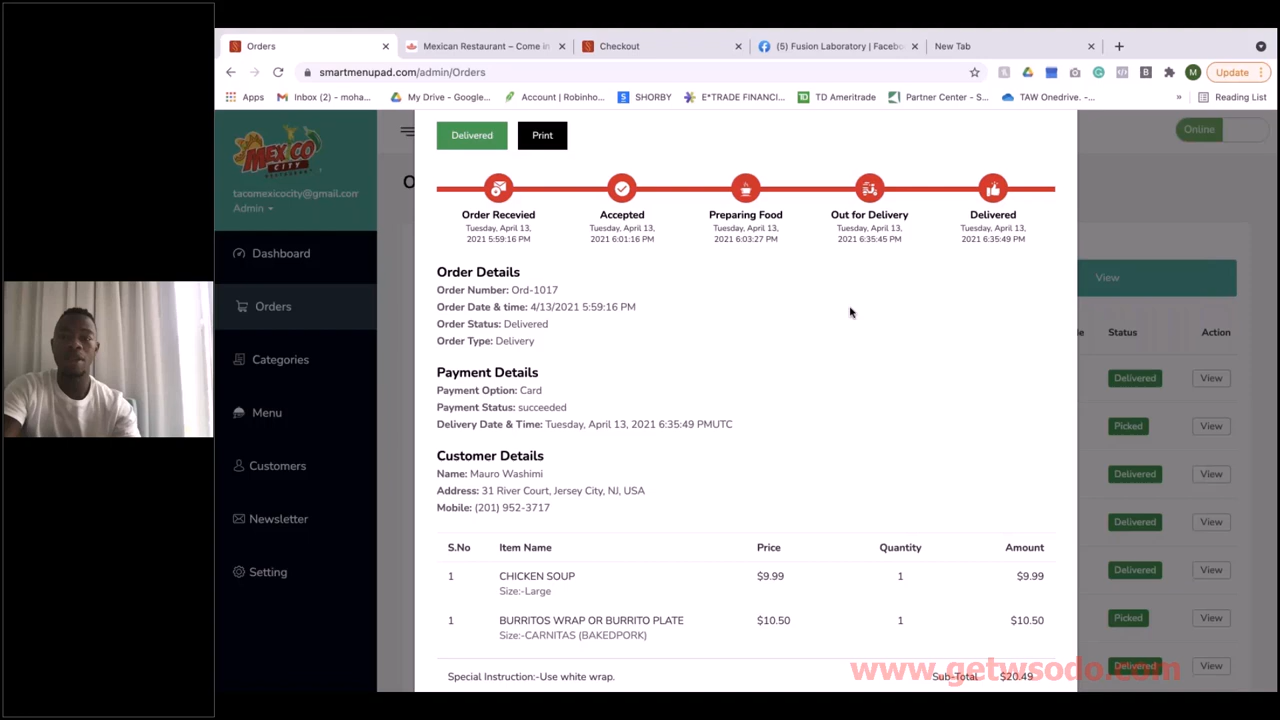 Orders
Mexican Restaurant – Come in
Checkout
(5) Fusion Laboratory | Facebo
New Tab
smartmenupad.com/admin/Orders
M
Update
Apps
Inbox (2) - moha...
My Drive - Google...
Account | Robinho...
SHORBY
E*TRADE FINANCI...
TD Ameritrade
Partner Center - S...
TAW Onedrive. -...
»
Reading List
MEXICO
CITY
tacomexicocity@gmail.com
Admin
Dashboard
Orders
Categories
Menu
Customers
Newsletter
Setting
Delivered
Print
Online
Order Recevied
Tuesday, April 13,
2021 5:59:16 PM
Accepted
Tuesday, April 13,
2021 6:01:16 PM
Preparing Food
Tuesday, April 13,
2021 6:03:27 PM
Out for Delivery
Tuesday, April 13,
2021 6:35:45 PM
Delivered
Tuesday, April 13,
2021 6:35:49 PM
Order Details
Order Number: Ord-1017
Order Date & time: 4/13/2021 5:59:16 PM
Order Status: Delivered
Order Type: Delivery
Payment Details
Payment Option: Card
Payment Status: succeeded
Delivery Date & Time: Tuesday, April 13, 2021 6:35:49 PMUTC
Customer Details
Name: Mauro Washimi
Address: 31 River Court, Jersey City, NJ, USA
Mobile: (201) 952-3717
S.No Item Name Price Quantity Amount
1 CHICKEN SOUP $9.99 1 $9.99
Size:-Large
1 BURRITOS WRAP OR BURRITO PLATE $10.50 1 $10.50
Size:-CARNITAS (BAKEDPORK)
Special Instruction:-Use white wrap. Sub-Total $20.49
View
Status Action
Delivered View
Picked View
Delivered View
Delivered View
Delivered View
Picked View
Delivered View
www.getwsodo.com